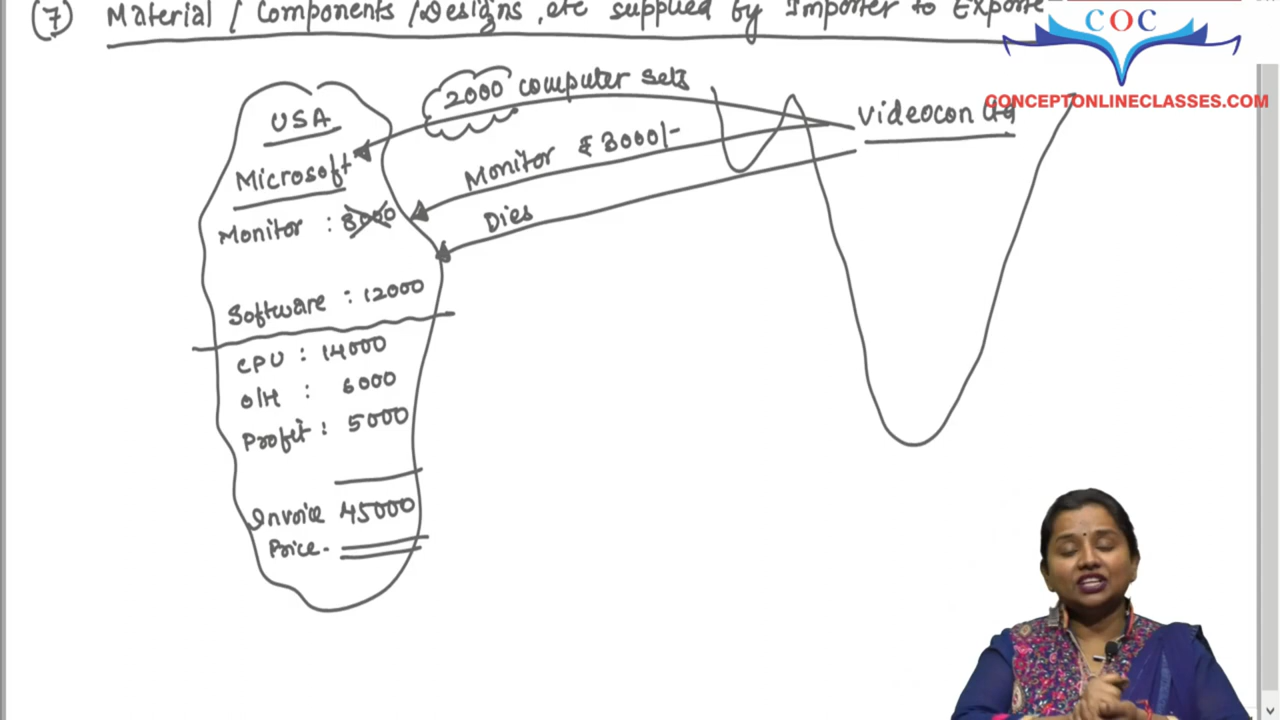 (7) Material / Components / Designs, etc supplied by Importer to Exporte
COC
CONCEPTONLINECLASSES.COM
USA
2000 computer sets
Videocon
Microsoft
Monitor ₹ 3000/-
Monitor : 8000
Dies
Software : 12000
CPU : 14000
O/H : 6000
Profit : 5000
Invoice 45000
Price.